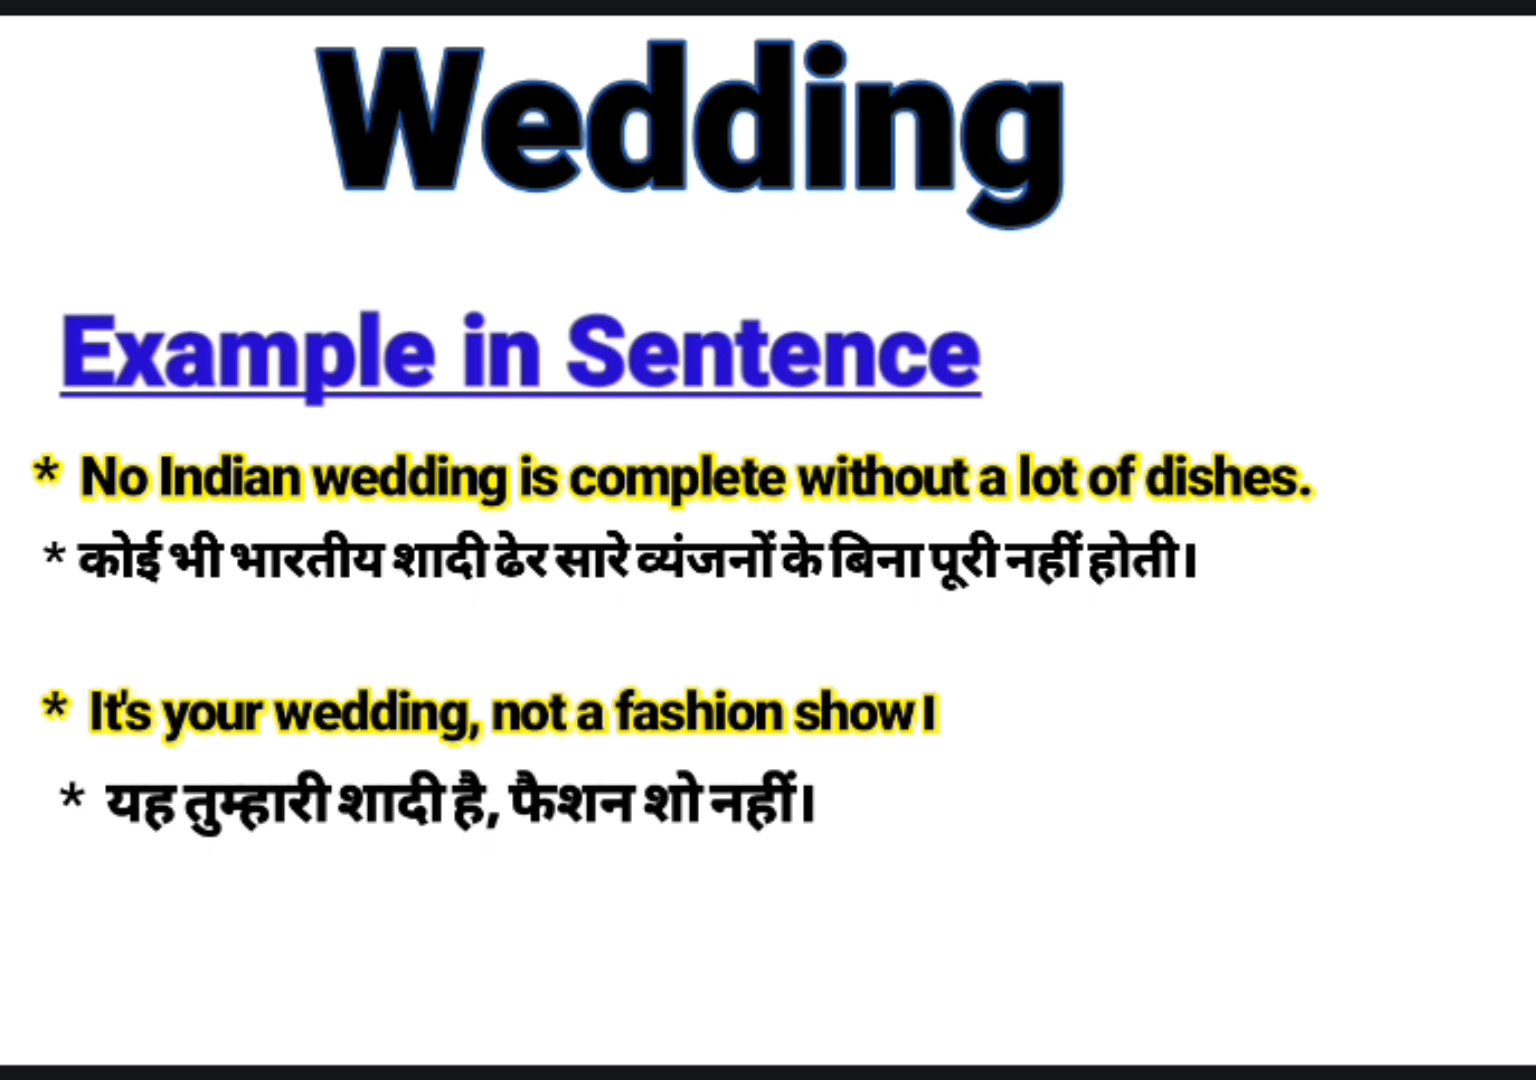 Wedding
Example in Sentence
* No Indian wedding is complete without a lot of dishes.
* कोई भी भारतीय शादी ढेर सारे व्यंजनों के बिना पूरी नहीं होती।
* It's your wedding, not a fashion show।
* यह तुम्हारी शादी है, फैशन शो नहीं।